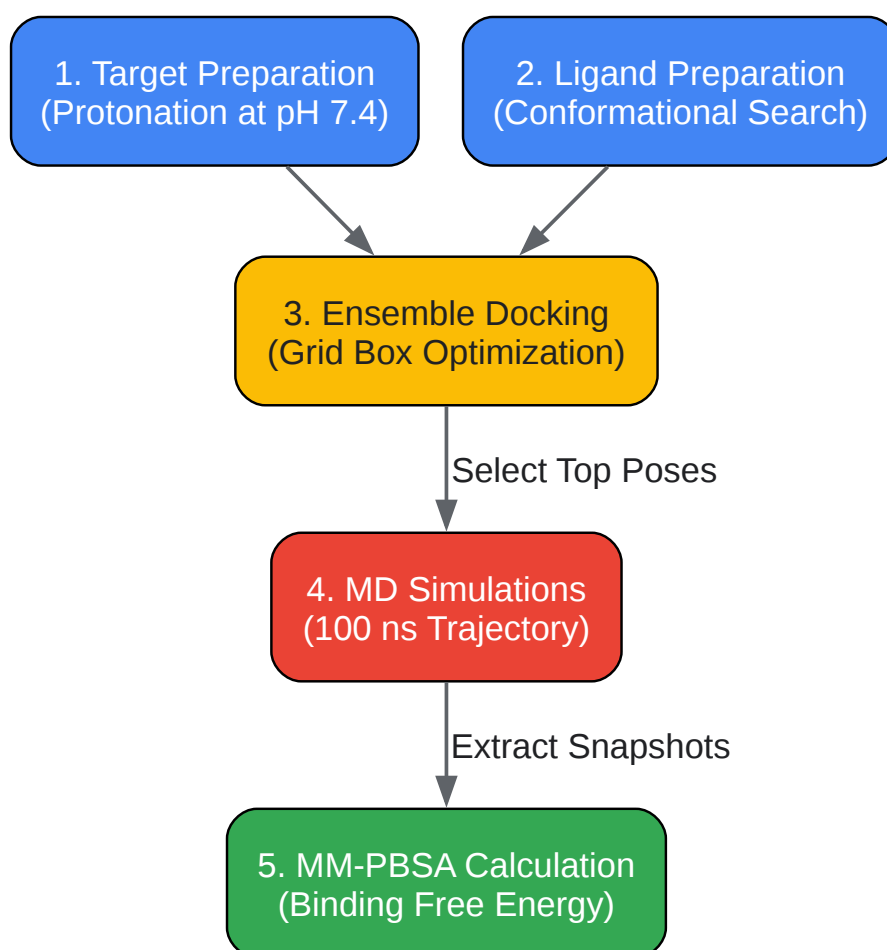 1. Target Preparation
(Protonation at pH 7.4)
2. Ligand Preparation
(Conformational Search)
3. Ensemble Docking
(Grid Box Optimization)
Select Top Poses
4. MD Simulations
(100 ns Trajectory)
Extract Snapshots
5. MM-PBSA Calculation
(Binding Free Energy)